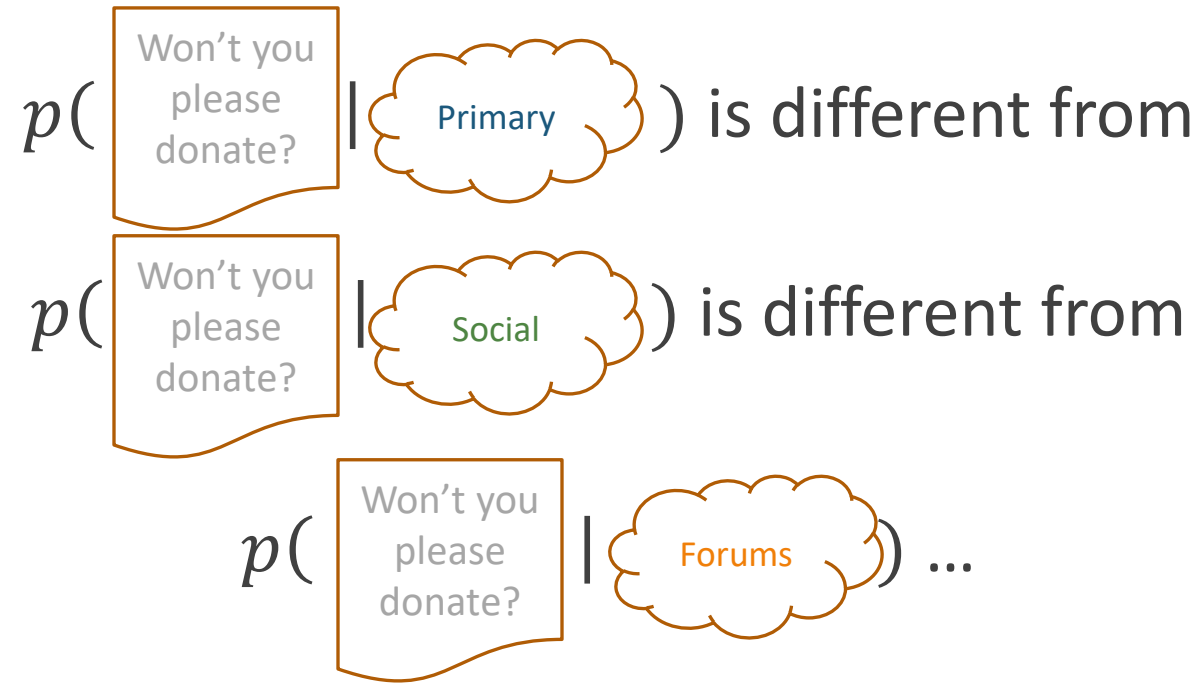 p( Won't you please donate? | Primary ) is different from
p( Won't you please donate? | Social ) is different from
p( Won't you please donate? | Forums ) ...